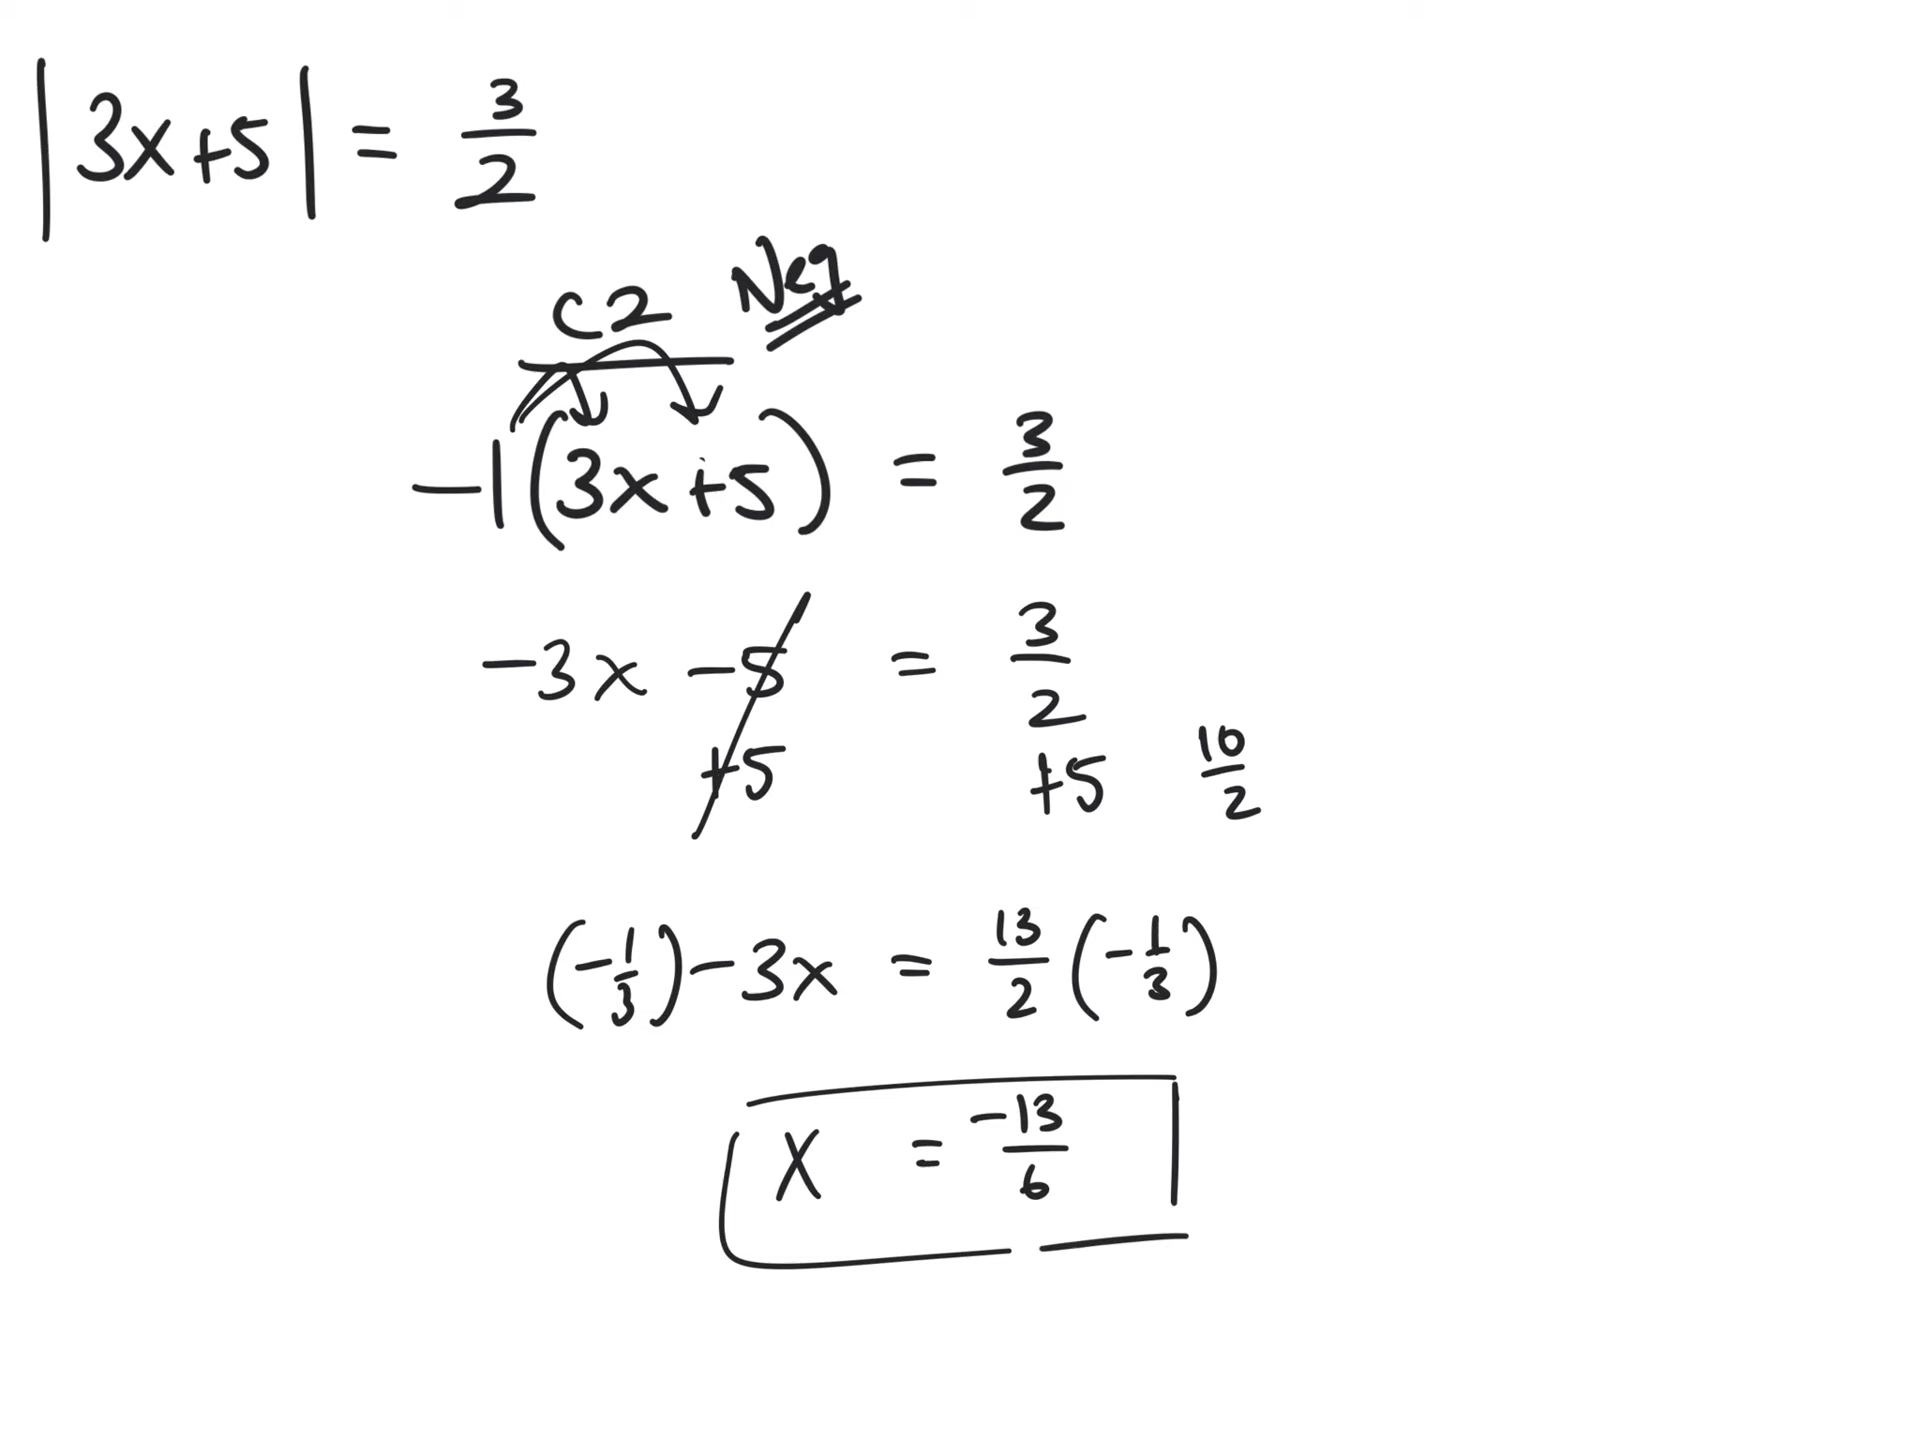 |3x+5| = 3/2
C2 Neg
-1(3x+5) = 3/2
-3x -5 = 3/2
+5 +5 10/2
(-1/3)-3x = 13/2(-1/3)
X = -13/6